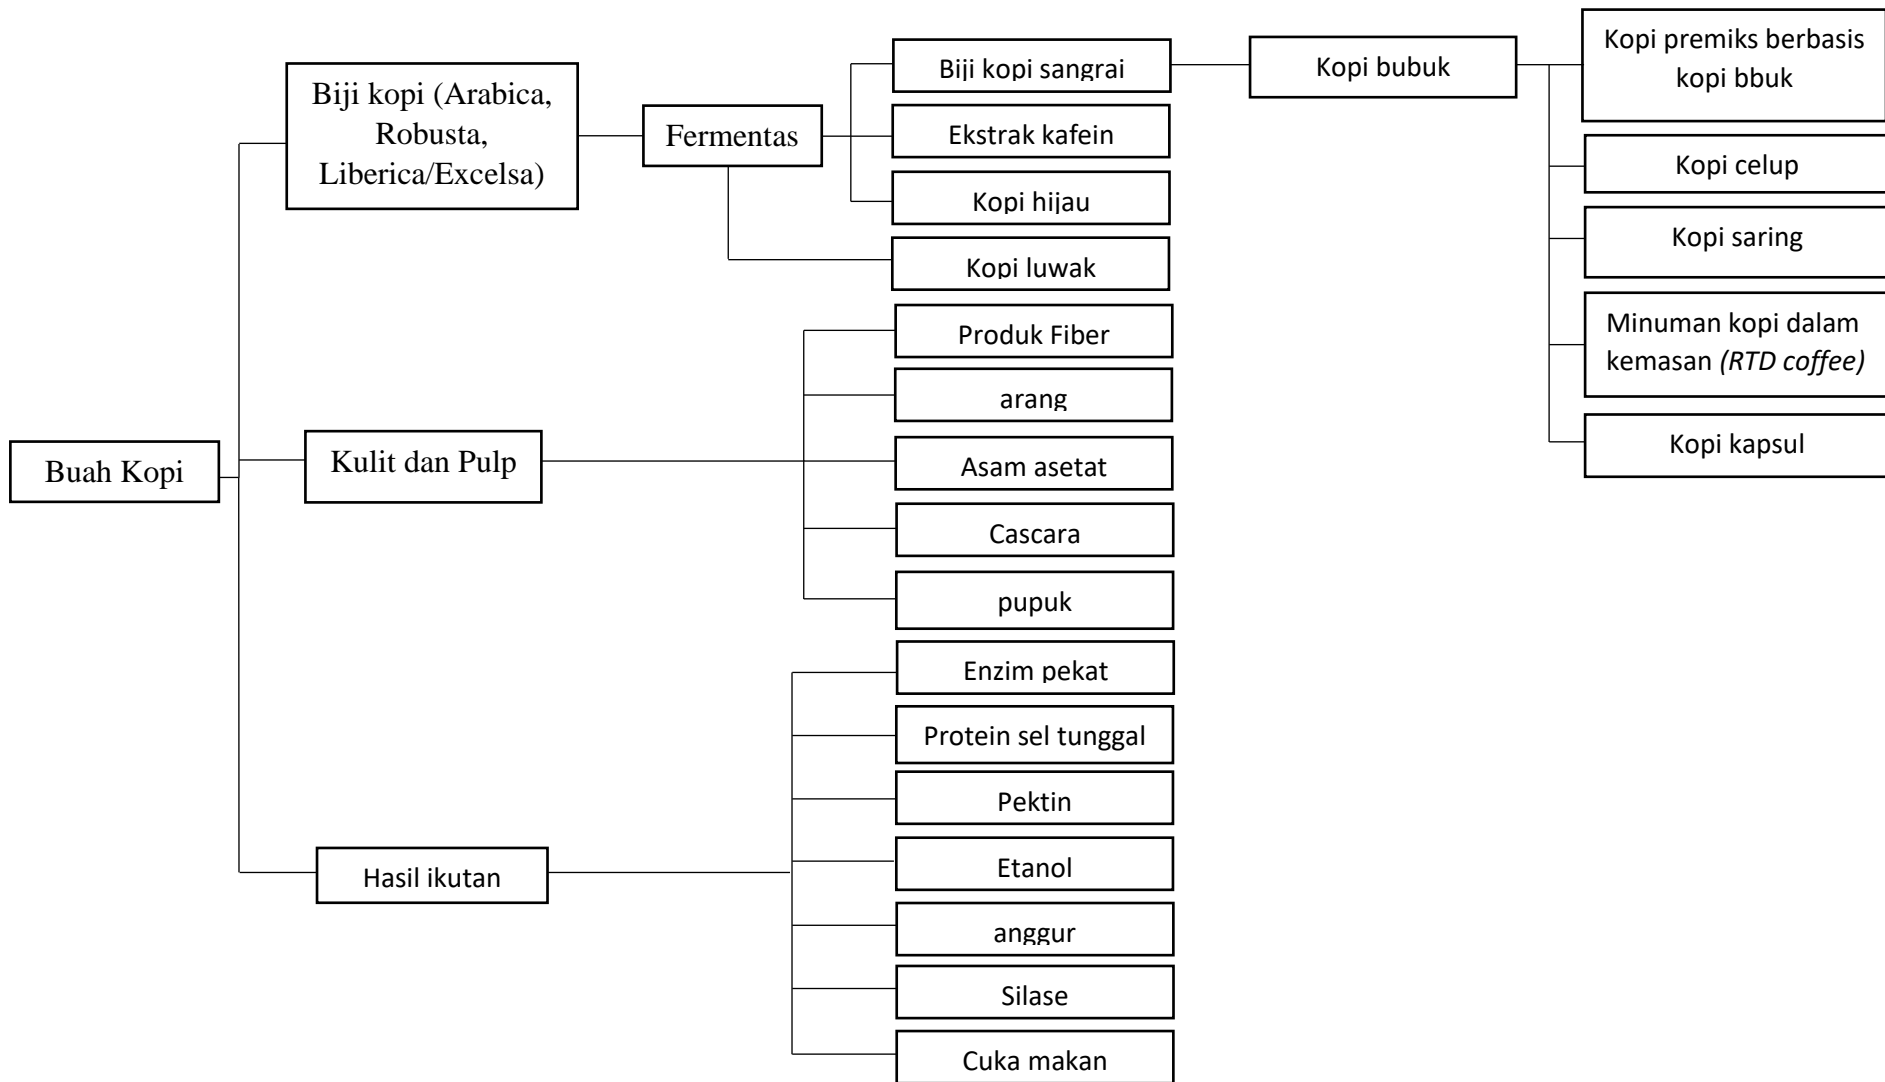 Buah Kopi
Biji kopi (Arabica,
Robusta,
Liberica/Excelsa)
Fermentas
Biji kopi sangrai
Ekstrak kafein
Kopi hijau
Kopi luwak
Kopi bubuk
Kopi premiks berbasis
kopi bbuk
Kopi celup
Kopi saring
Minuman kopi dalam
kemasan (RTD coffee)
Kopi kapsul
Kulit dan Pulp
Produk Fiber
arang
Asam asetat
Cascara
pupuk
Hasil ikutan
Enzim pekat
Protein sel tunggal
Pektin
Etanol
anggur
Silase
Cuka makan